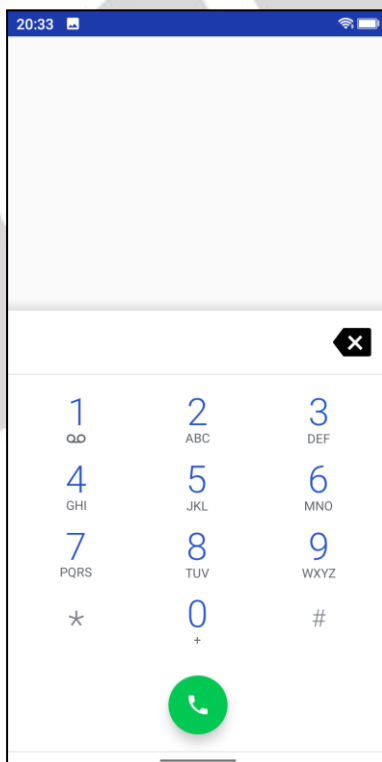 20:33
1 2 3
ABC DEF
4 5 6
GHI JKL MNO
7 8 9
PQRS TUV WXYZ
* 0 #
+